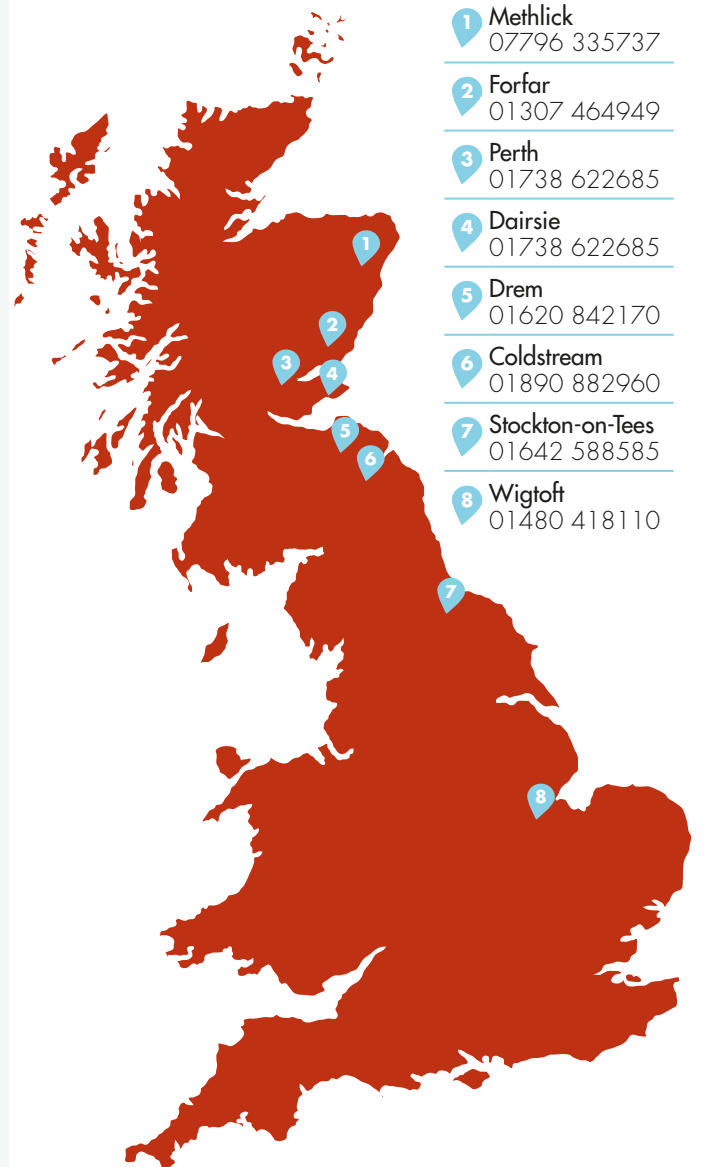 1 Methlick
07796 335737
2 Forfar
01307 464949
3 Perth
01738 622685
4 Dairsie
01738 622685
5 Drem
01620 842170
6 Coldstream
01890 882960
7 Stockton-on-Tees
01642 588585
8 Wigtoft
01480 418110
1
2
3
4
5
6
7
8